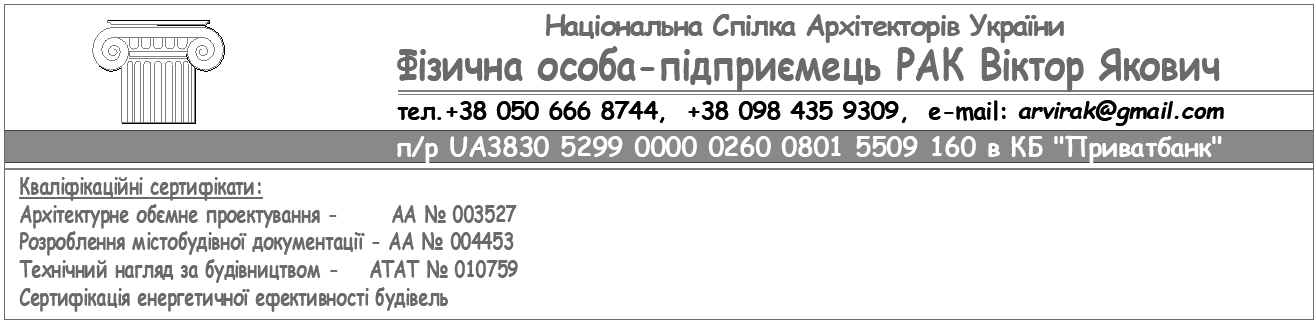 Національна Спілка Архітекторів України
Фізична особа-підприємець РАК Віктор Якович
тел.+38 050 666 8744, +38 098 435 9309, e-mail: arvirak@gmail.com
п/р UA3830 5299 0000 0260 0801 5509 160 в КБ "Приватбанк"
Кваліфікаційні сертифікати:
Архітектурне обємне проектування - АА № 003527
Розроблення містобудівної документації - АА № 004453
Технічний нагляд за будівництвом - АТАТ № 010759
Сертифікація енергетичної ефективності будівель